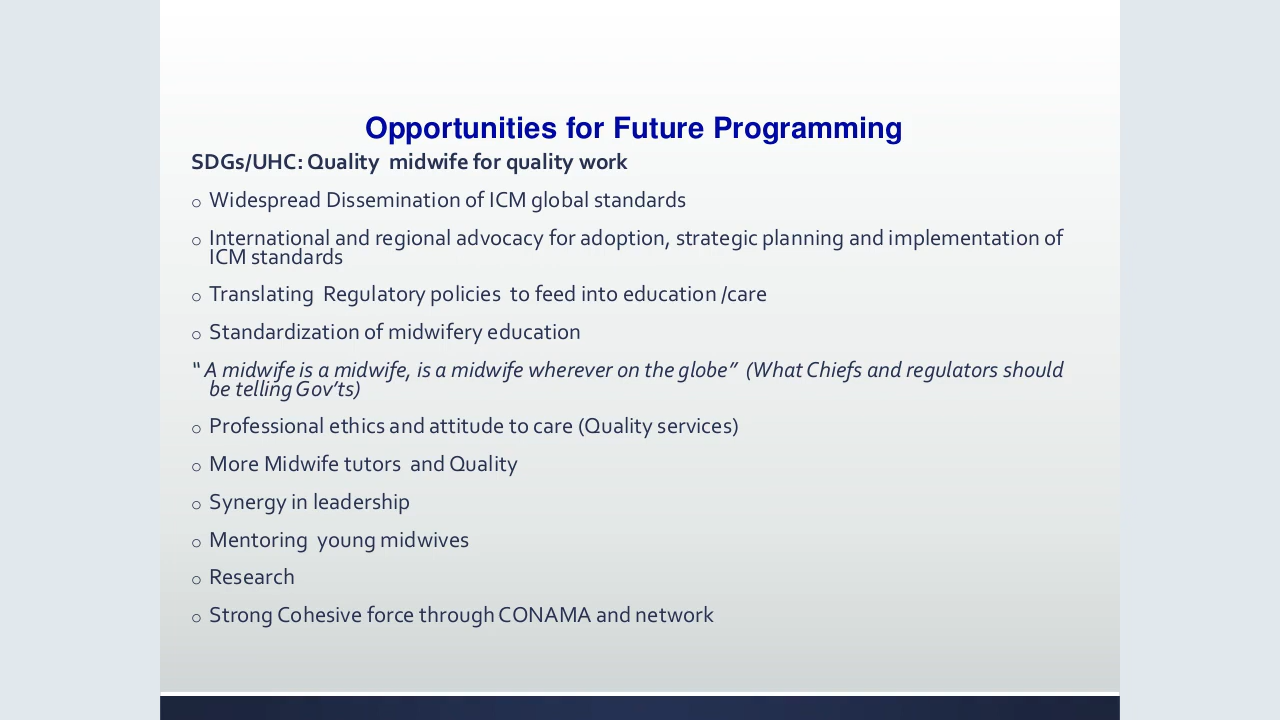 Opportunities for Future Programming
SDGs/UHC: Quality midwife for quality work
o Widespread Dissemination of ICM global standards
o International and regional advocacy for adoption, strategic planning and implementation of
ICM standards
o Translating Regulatory policies to feed into education /care
o Standardization of midwifery education
“ A midwife is a midwife, is a midwife wherever on the globe” (What Chiefs and regulators should
be telling Gov’ts)
o Professional ethics and attitude to care (Quality services)
o More Midwife tutors and Quality
o Synergy in leadership
o Mentoring young midwives
o Research
o Strong Cohesive force through CONAMA and network